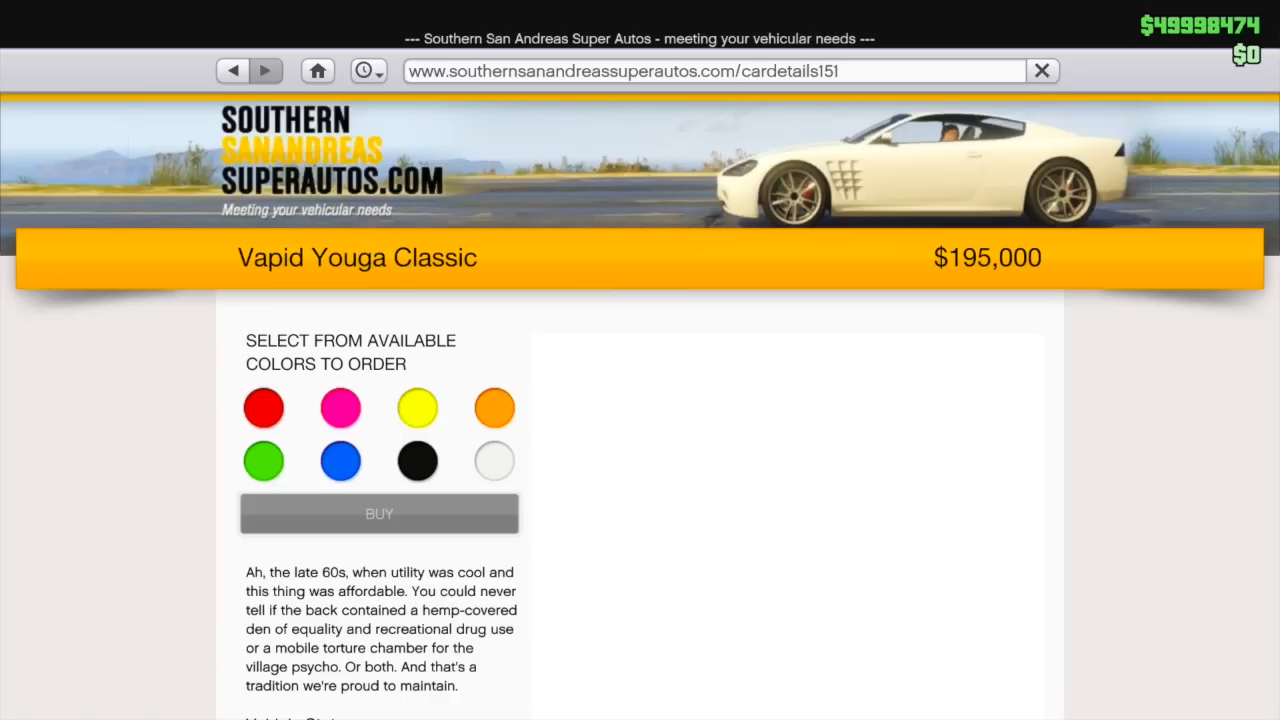 $49998474
--- Southern San Andreas Super Autos - meeting your vehicular needs ---
$0
www.southernsanandreassuperautos.com/cardetails151
SOUTHERN
SANANDREAS
SUPERAUTOS.COM
Meeting your vehicular needs
Vapid Youga Classic
$195,000
SELECT FROM AVAILABLE
COLORS TO ORDER
BUY
Ah, the late 60s, when utility was cool and
this thing was affordable. You could never
tell if the back contained a hemp-covered
den of equality and recreational drug use
or a mobile torture chamber for the
village psycho. Or both. And that's a
tradition we're proud to maintain.